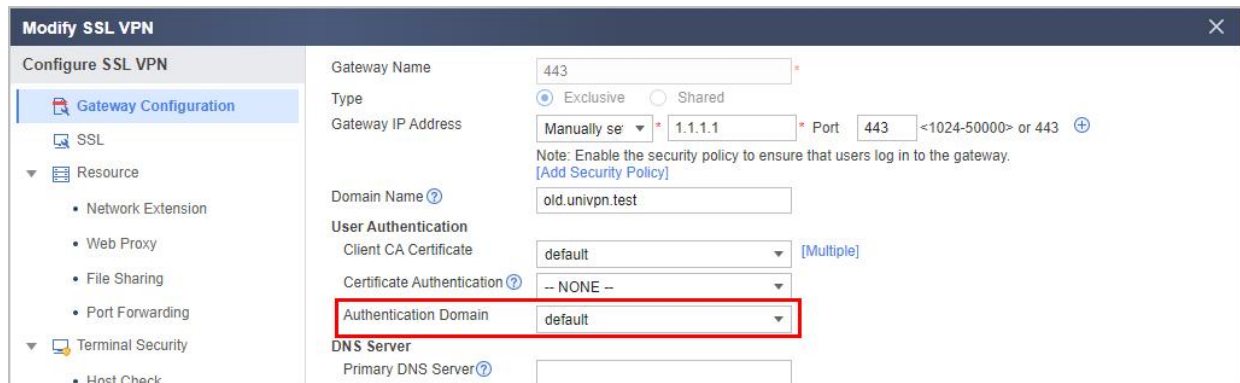 Modify SSL VPN
Configure SSL VPN
Gateway Configuration
SSL
Resource
• Network Extension
• Web Proxy
• File Sharing
• Port Forwarding
Terminal Security
• Host Check
Gateway Name 443 *
Type Exclusive Shared
Gateway IP Address Manually se * 1.1.1.1 * Port 443 <1024-50000> or 443
Note: Enable the security policy to ensure that users log in to the gateway.
[Add Security Policy]
Domain Name old.univpn.test
User Authentication
Client CA Certificate default [Multiple]
Certificate Authentication -- NONE --
Authentication Domain default
DNS Server
Primary DNS Server